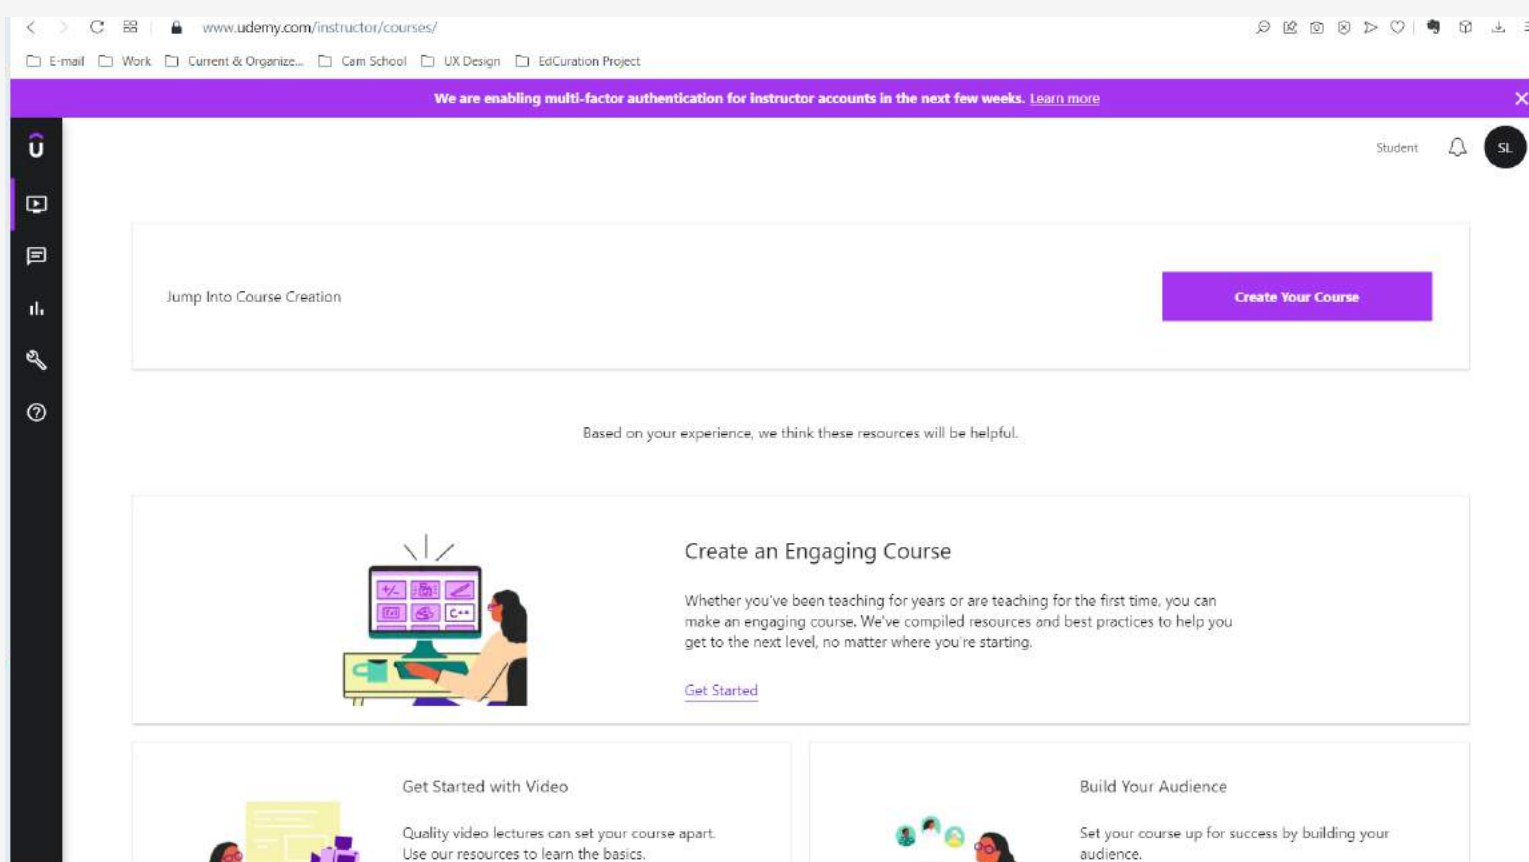 www.udemy.com/instructor/courses/
E-mail Work Current & Organize... Cam School UX Design EdCuration Project
We are enabling multi-factor authentication for instructor accounts in the next few weeks. Learn more
Student SL
Jump Into Course Creation
Create Your Course
Based on your experience, we think these resources will be helpful.
Create an Engaging Course
Whether you've been teaching for years or are teaching for the first time, you can
make an engaging course. We've compiled resources and best practices to help you
get to the next level, no matter where you're starting.
Get Started
+/-
C++
Get Started with Video
Quality video lectures can set your course apart.
Use our resources to learn the basics.
Build Your Audience
Set your course up for success by building your
audience.